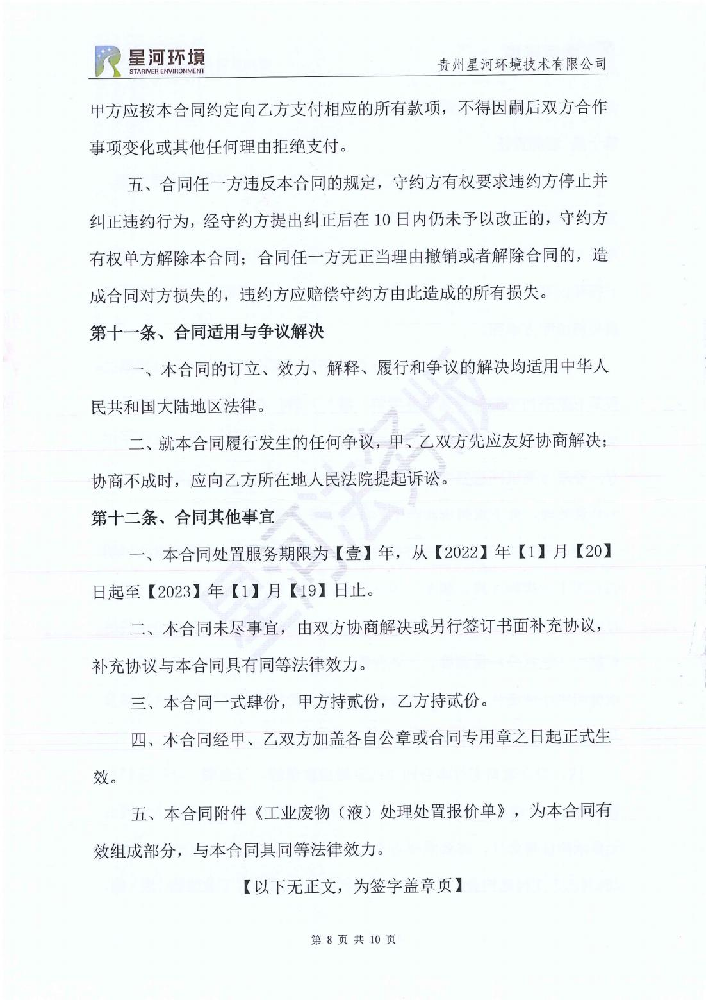 星河环境
STARIVER ENVIRONMENT
贵州星河环境技术有限公司
甲方应按本合同约定向乙方支付相应的所有款项，不得因嗣后双方合作
事项变化或其他任何理由拒绝支付。
五、合同任一方违反本合同的规定，守约方有权要求违约方停止并
纠正违约行为，经守约方提出纠正后在 10 日内仍未予以改正的，守约方
有权单方解除本合同；合同任一方无正当理由撤销或者解除合同的，造
成合同对方损失的，违约方应赔偿守约方由此造成的所有损失。
第十一条、合同适用与争议解决
一、本合同的订立、效力、解释、履行和争议的解决均适用中华人
民共和国大陆地区法律。
二、就本合同履行发生的任何争议，甲、乙双方先应友好协商解决；
协商不成时，应向乙方所在地人民法院提起诉讼。
第十二条、合同其他事宜
一、本合同处置服务期限为【壹】年，从【2022】年【1】月【20】
日起至【2023】年【1】月【19】日止。
二、本合同未尽事宜，由双方协商解决或另行签订书面补充协议，
补充协议与本合同具有同等法律效力。
三、本合同一式肆份，甲方持贰份，乙方持贰份。
四、本合同经甲、乙双方加盖各自公章或合同专用章之日起正式生
效。
五、本合同附件《工业废物（液）处理处置报价单》，为本合同有
效组成部分，与本合同具同等法律效力。
【以下无正文，为签字盖章页】
第 8 页 共 10 页
星河法务版